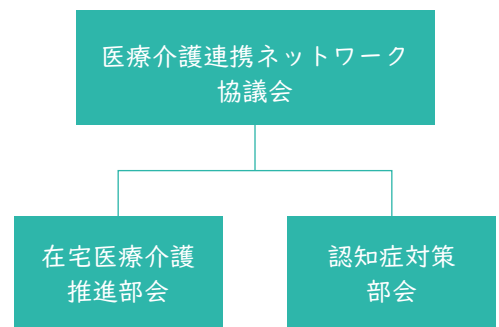 医療介護連携ネットワーク
協議会
在宅医療介護
推進部会
認知症対策
部会